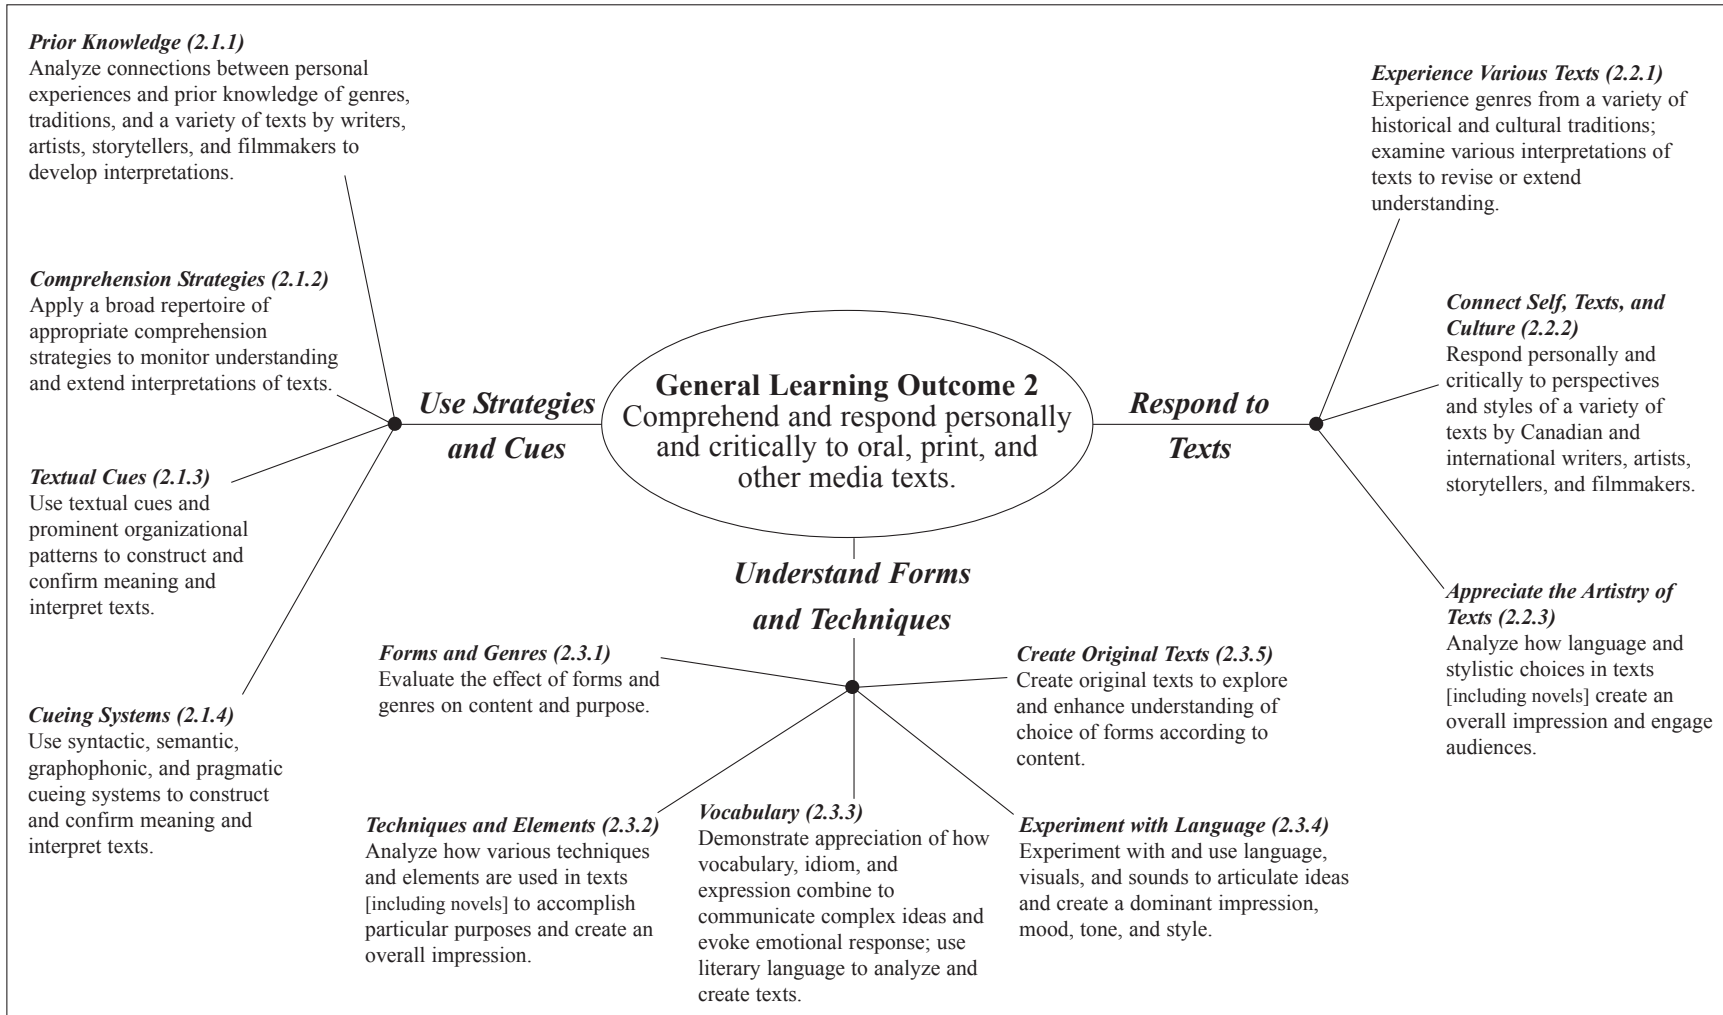 Prior Knowledge (2.1.1)
Analyze connections between personal
experiences and prior knowledge of genres,
traditions, and a variety of texts by writers,
artists, storytellers, and filmmakers to
develop interpretations.
Comprehension Strategies (2.1.2)
Apply a broad repertoire of
appropriate comprehension
strategies to monitor understanding
and extend interpretations of texts.
Textual Cues (2.1.3)
Use textual cues and
prominent organizational
patterns to construct and
confirm meaning and
interpret texts.
Cueing Systems (2.1.4)
Use syntactic, semantic,
graphophonic, and pragmatic
cueing systems to construct
and confirm meaning and
interpret texts.
Use Strategies
and Cues
General Learning Outcome 2
Comprehend and respond personally
and critically to oral, print, and
other media texts.
Respond to
Texts
Experience Various Texts (2.2.1)
Experience genres from a variety of
historical and cultural traditions;
examine various interpretations of
texts to revise or extend
understanding.
Connect Self, Texts, and
Culture (2.2.2)
Respond personally and
critically to perspectives
and styles of a variety of
texts by Canadian and
international writers, artists,
storytellers, and filmmakers.
Appreciate the Artistry of
Texts (2.2.3)
Analyze how language and
stylistic choices in texts
[including novels] create an
overall impression and engage
audiences.
Understand Forms
and Techniques
Forms and Genres (2.3.1)
Evaluate the effect of forms and
genres on content and purpose.
Techniques and Elements (2.3.2)
Analyze how various techniques
and elements are used in texts
[including novels] to accomplish
particular purposes and create an
overall impression.
Vocabulary (2.3.3)
Demonstrate appreciation of how
vocabulary, idiom, and
expression combine to
communicate complex ideas and
evoke emotional response; use
literary language to analyze and
create texts.
Experiment with Language (2.3.4)
Experiment with and use language,
visuals, and sounds to articulate ideas
and create a dominant impression,
mood, tone, and style.
Create Original Texts (2.3.5)
Create original texts to explore
and enhance understanding of
choice of forms according to
content.